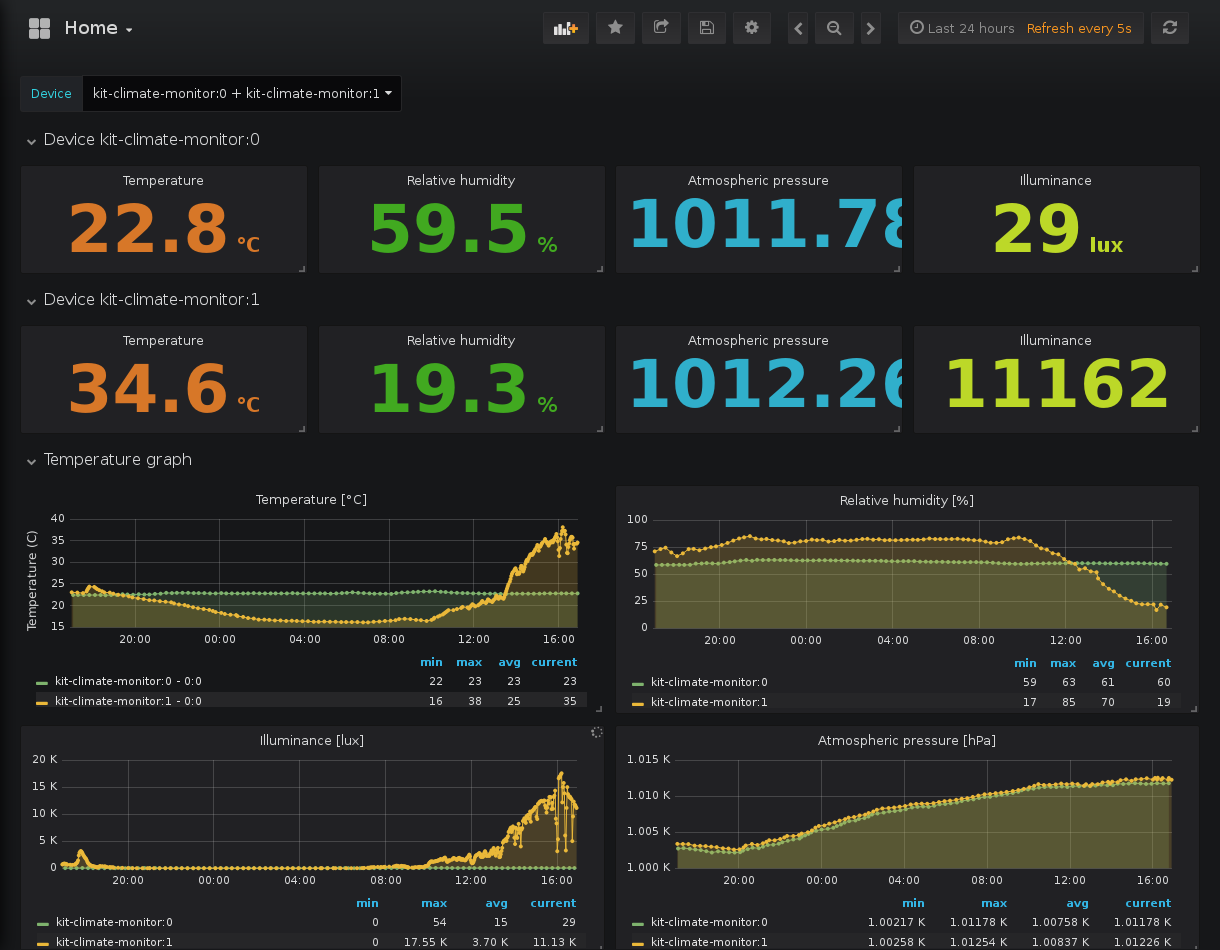 Home
Last 24 hours Refresh every 5s
Device kit-climate-monitor:0 + kit-climate-monitor:1
Device kit-climate-monitor:0
Temperature Relative humidity Atmospheric pressure Illuminance
22.8 °C 59.5 % 1011.78 29 lux
Device kit-climate-monitor:1
Temperature Relative humidity Atmospheric pressure Illuminance
34.6 °C 19.3 % 1012.26 11162
Temperature graph
Temperature [°C]
Temperature (C)
40
35
30
25
20
15
20:00 00:00 04:00 08:00 12:00 16:00
min max avg current
kit-climate-monitor:0 - 0:0 22 23 23 23
kit-climate-monitor:1 - 0:0 16 38 25 35
Relative humidity [%]
100
75
50
25
0
20:00 00:00 04:00 08:00 12:00 16:00
min max avg current
kit-climate-monitor:0 59 63 61 60
kit-climate-monitor:1 17 85 70 19
Illuminance [lux]
20 K
15 K
10 K
5 K
0
20:00 00:00 04:00 08:00 12:00 16:00
min max avg current
kit-climate-monitor:0 0 54 15 29
kit-climate-monitor:1 0 17.55 K 3.70 K 11.13 K
Atmospheric pressure [hPa]
1.015 K
1.010 K
1.005 K
1.000 K
20:00 00:00 04:00 08:00 12:00 16:00
min max avg current
kit-climate-monitor:0 1.00217 K 1.01178 K 1.00758 K 1.01178 K
kit-climate-monitor:1 1.00258 K 1.01254 K 1.00837 K 1.01226 K